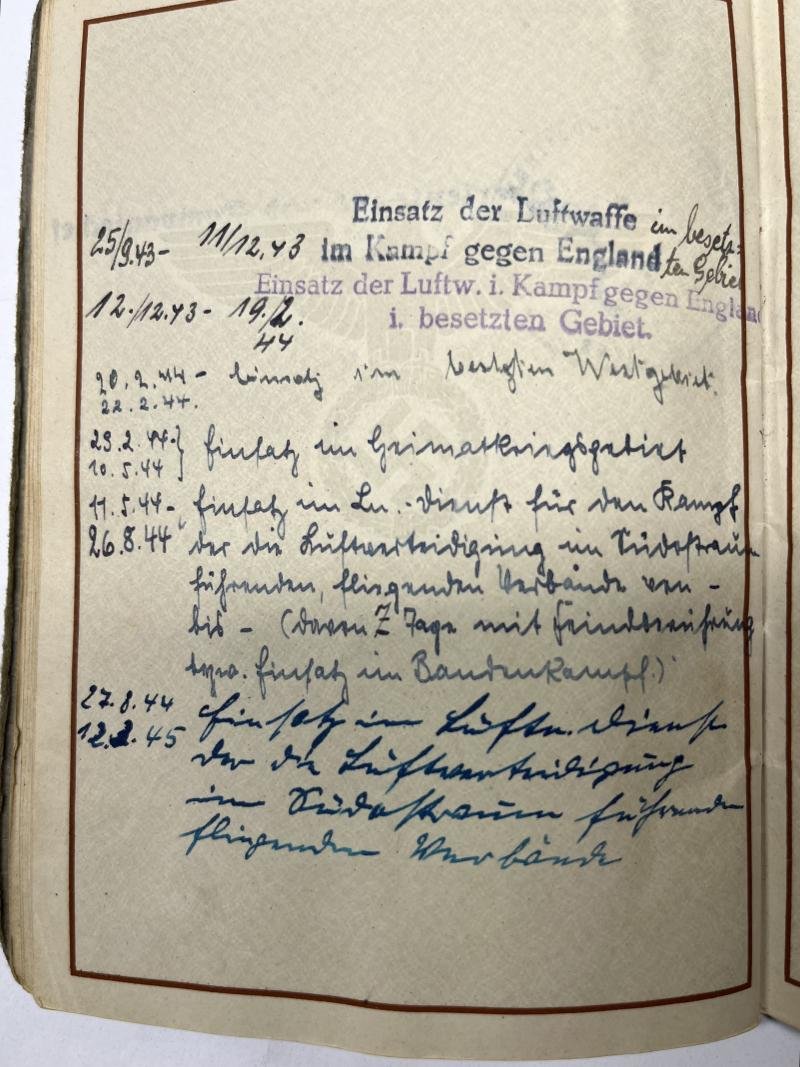 25/9.43- 11/12.43 Einsatz der Luftwaffe im besetz-
im Kampf gegen England ten Gebiet
12./12.43- 19./2. Einsatz der Luftw. i. Kampf gegen England
44 i. besetzten Gebiet.
20.2.44- Einsatz im besetzten Westgebiet.
22.2.44.
23.2.44- Einsatz im Heimatkriegsgebiet
10.5.44
11.5.44- Einsatz im Ln.-Dienst für den Kampf
26.8.44 der die Luftverteidigung im Südostraum
führenden, fliegenden Verbände von -
bis - (davon Z Tage mit Feindberührung
bzw. Einsatz im Bandenkampf.)
27.8.44 Einsatz im Luftn. Dienst
12.2.45 der die Luftverteidigung
im Südostraum führenden
fliegenden Verbände